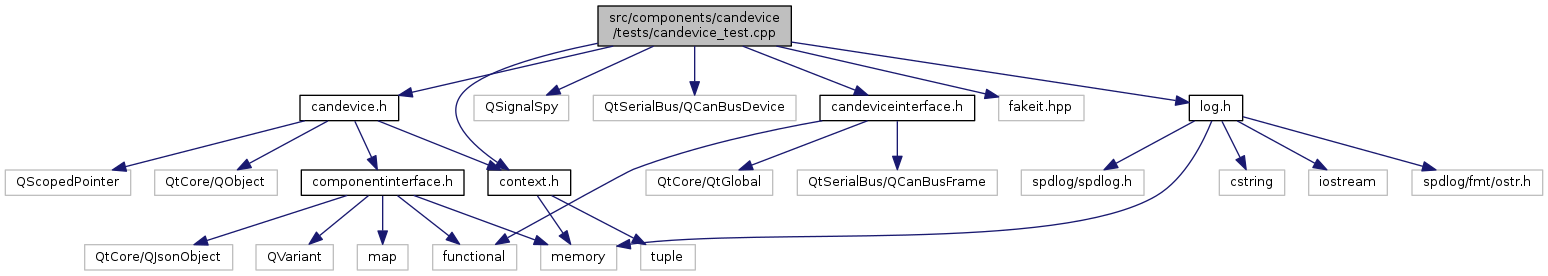 src/components/candevice
/tests/candevice_test.cpp
candevice.h
QSignalSpy
QtSerialBus/QCanBusDevice
candeviceinterface.h
fakeit.hpp
log.h
QScopedPointer
QtCore/QObject
componentinterface.h
context.h
QtCore/QtGlobal
QtSerialBus/QCanBusFrame
spdlog/spdlog.h
cstring
iostream
spdlog/fmt/ostr.h
QtCore/QJsonObject
QVariant
map
functional
memory
tuple